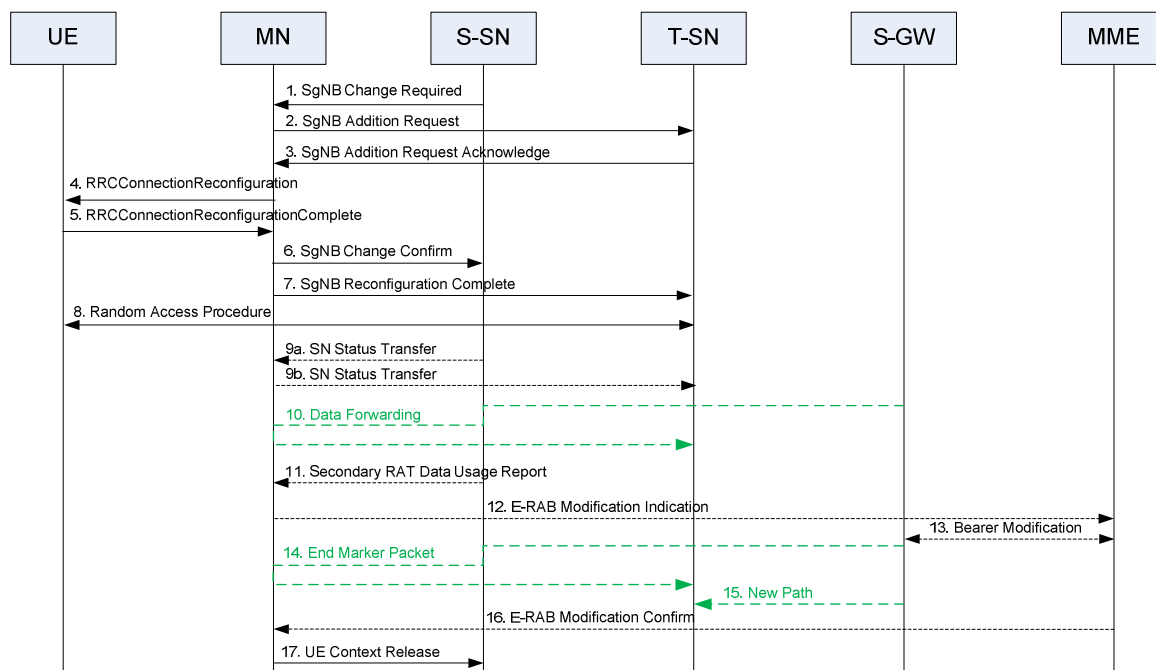 UE
MN
S-SN
T-SN
S-GW
MME
1. SgNB Change Required
2. SgNB Addition Request
3. SgNB Addition Request Acknowledge
4. RRCConnectionReconfiguration
5. RRCConnectionReconfigurationComplete
6. SgNB Change Confirm
7. SgNB Reconfiguration Complete
8. Random Access Procedure
9a. SN Status Transfer
9b. SN Status Transfer
10. Data Forwarding
11. Secondary RAT Data Usage Report
12. E-RAB Modification Indication
13. Bearer Modification
14. End Marker Packet
15. New Path
16. E-RAB Modification Confirm
17. UE Context Release